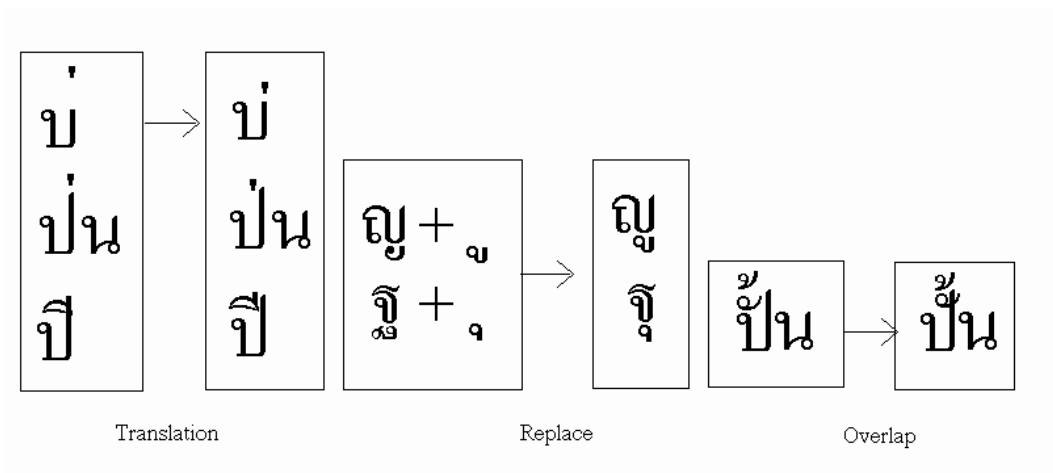 บ่
ป่น
ปี
บ่
ป่น
ปี
ญ + ู
ฐ + ุ
ญู
ฐุ
ปั้น
ปั้น
Translation
Replace
Overlap